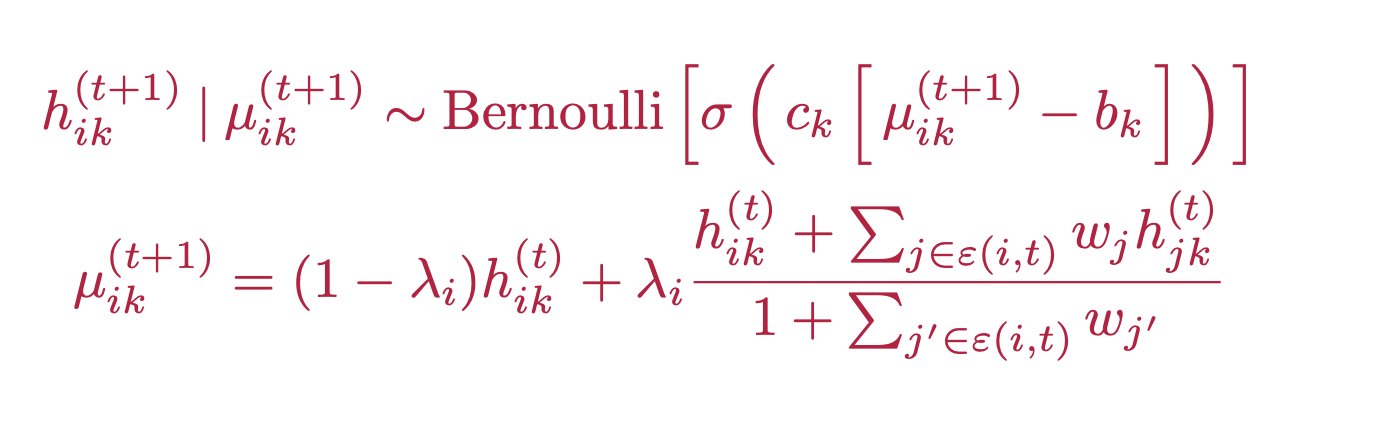 h_{ik}^{(t+1)} | μ_{ik}^{(t+1)} ∼ Bernoulli [ σ ( c_k [ μ_{ik}^{(t+1)} − b_k ] ) ]
μ_{ik}^{(t+1)} = (1 − λ_i) h_{ik}^{(t)} + λ_i \frac{h_{ik}^{(t)} + ∑_{j∈ε(i,t)} w_j h_{jk}^{(t)}}{1 + ∑_{j′∈ε(i,t)} w_{j′}}